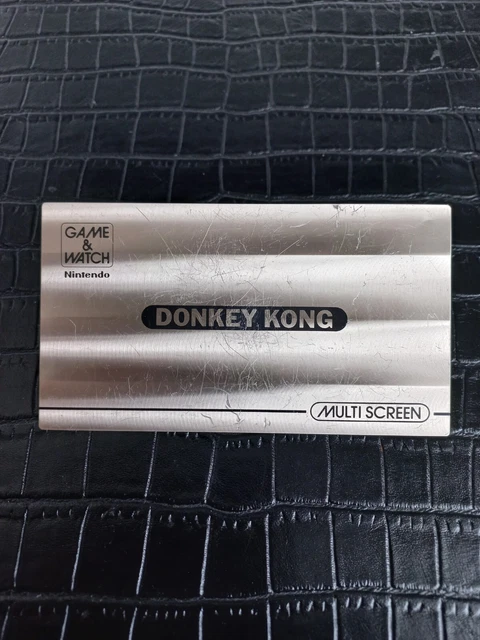 GAME
&
WATCH
Nintendo
DONKEY KONG
MULTI SCREEN